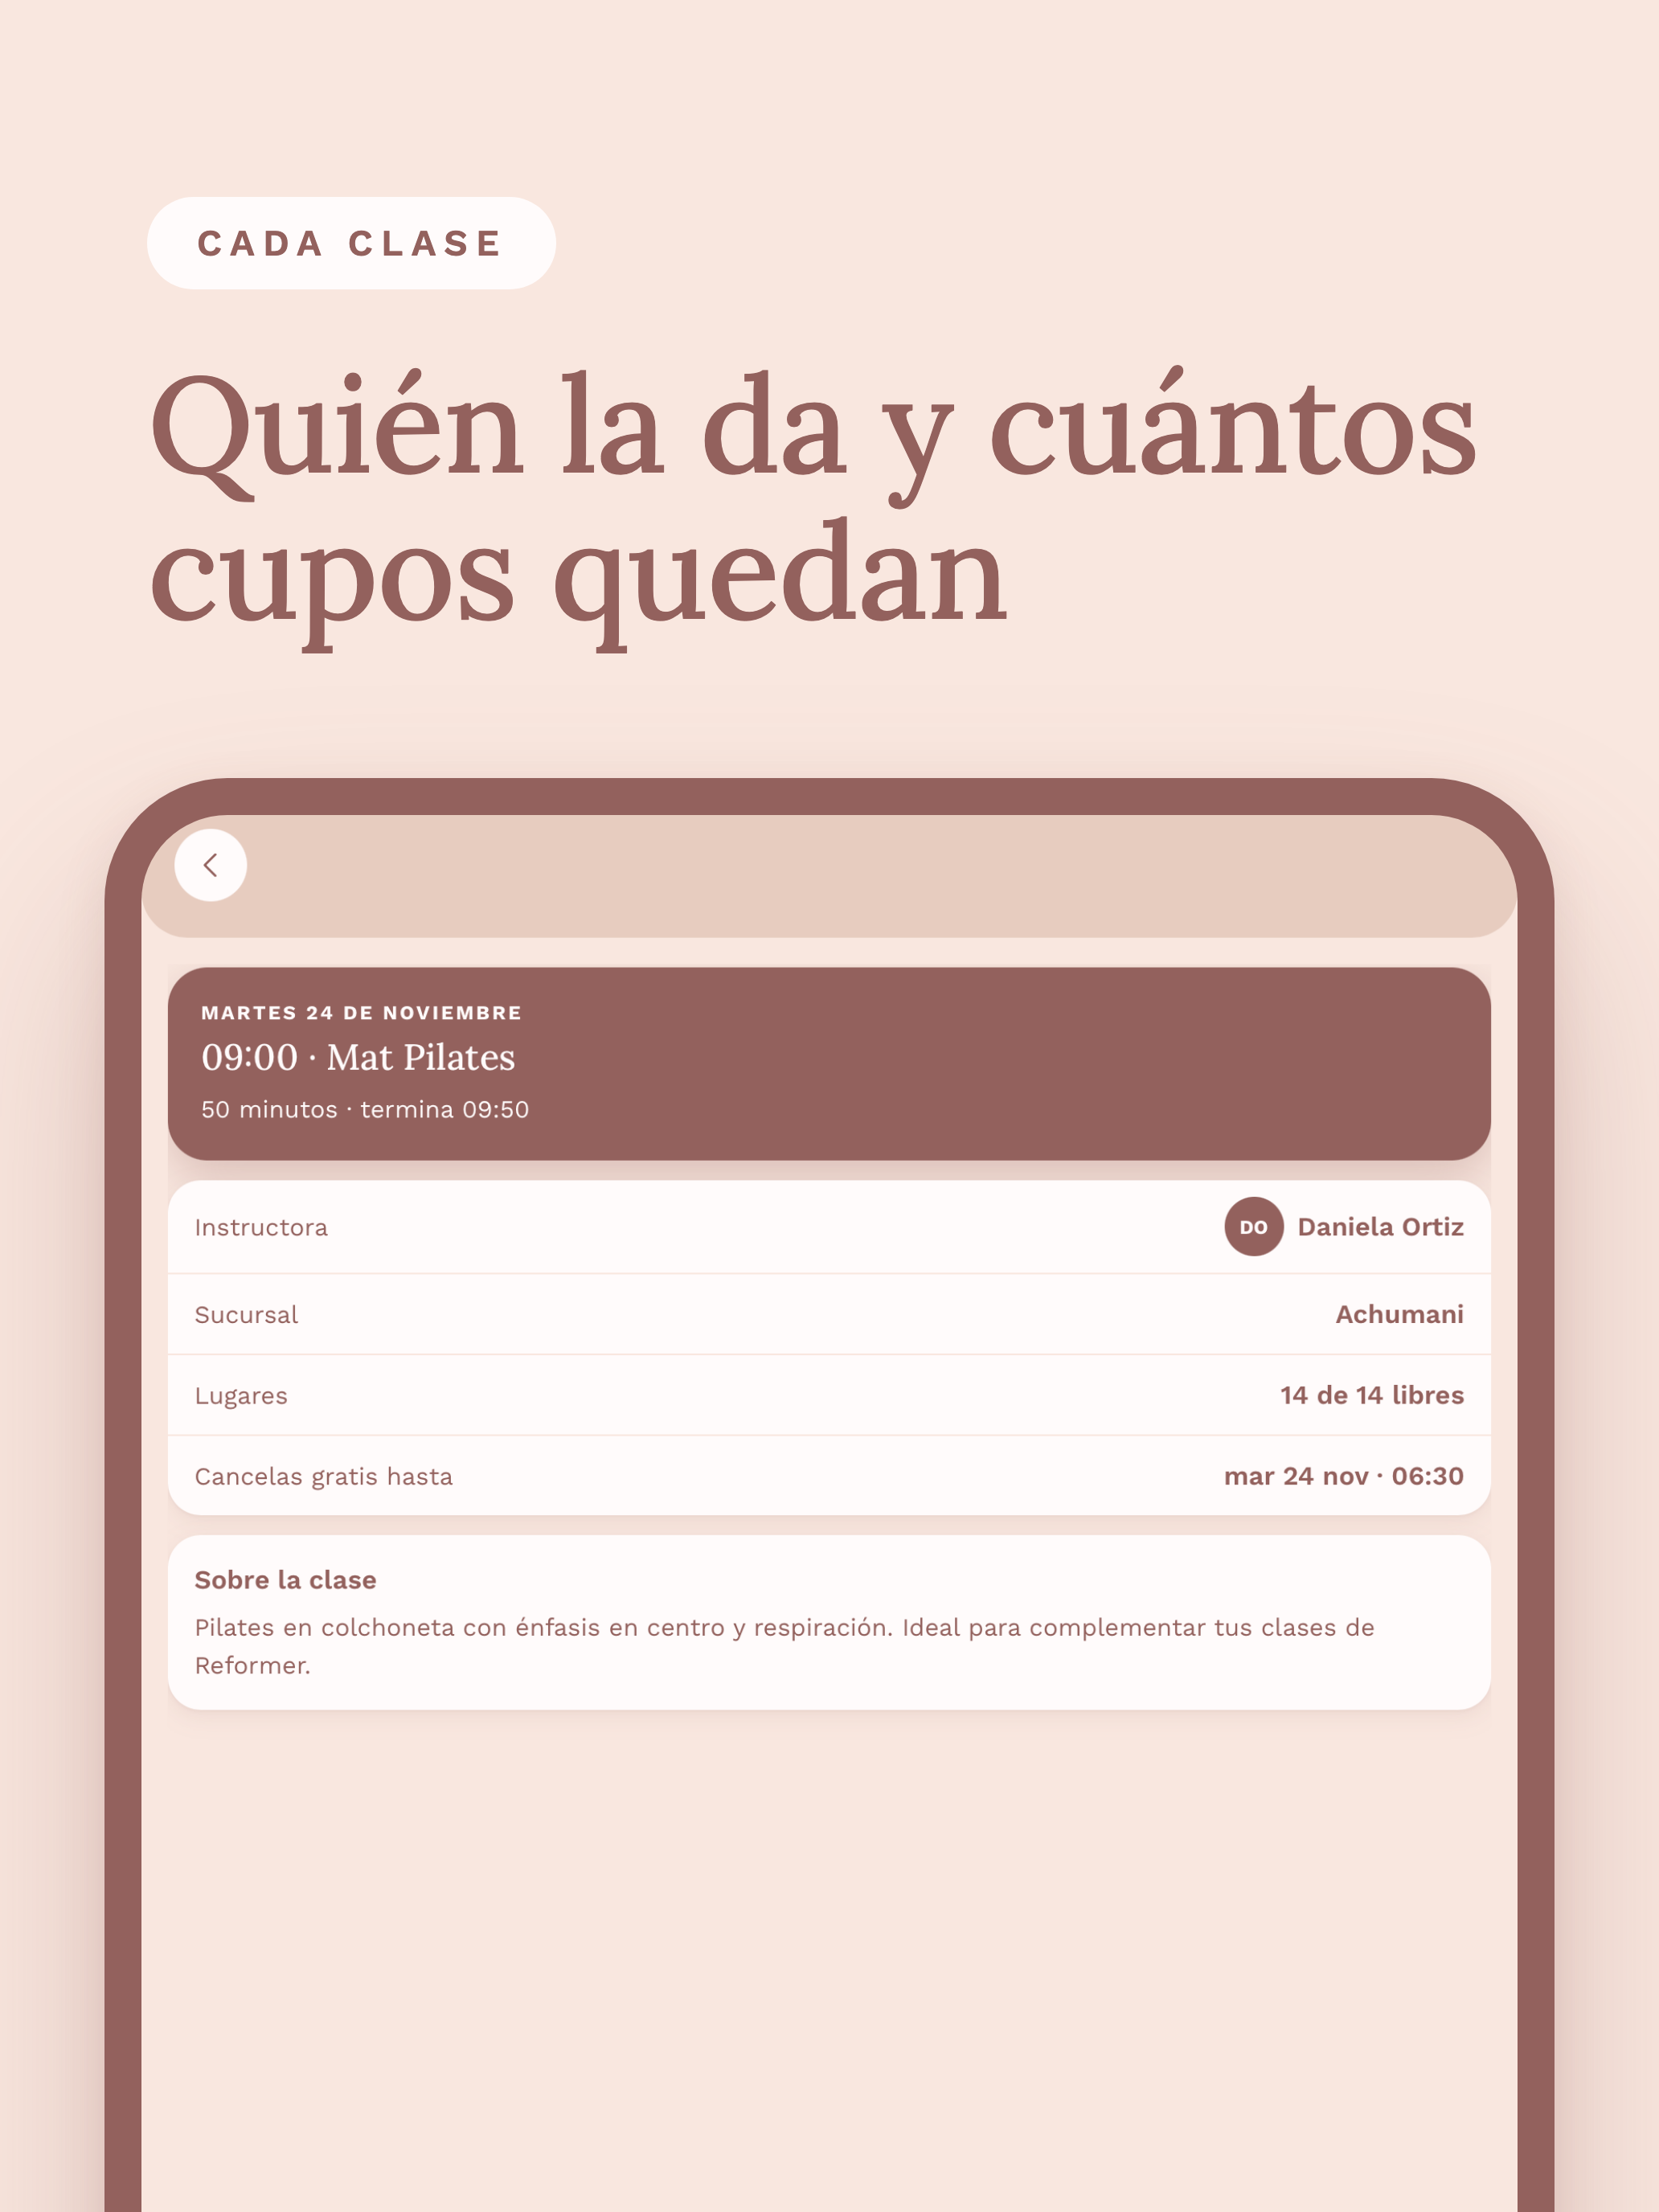 CADA CLASE
Quién la da y cuántos
cupos quedan
MARTES 24 DE NOVIEMBRE
09:00 · Mat Pilates
50 minutos · termina 09:50
Instructora DO Daniela Ortiz
Sucursal Achumani
Lugares 14 de 14 libres
Cancelas gratis hasta mar 24 nov · 06:30
Sobre la clase
Pilates en colchoneta con énfasis en centro y respiración. Ideal para complementar tus clases de
Reformer.